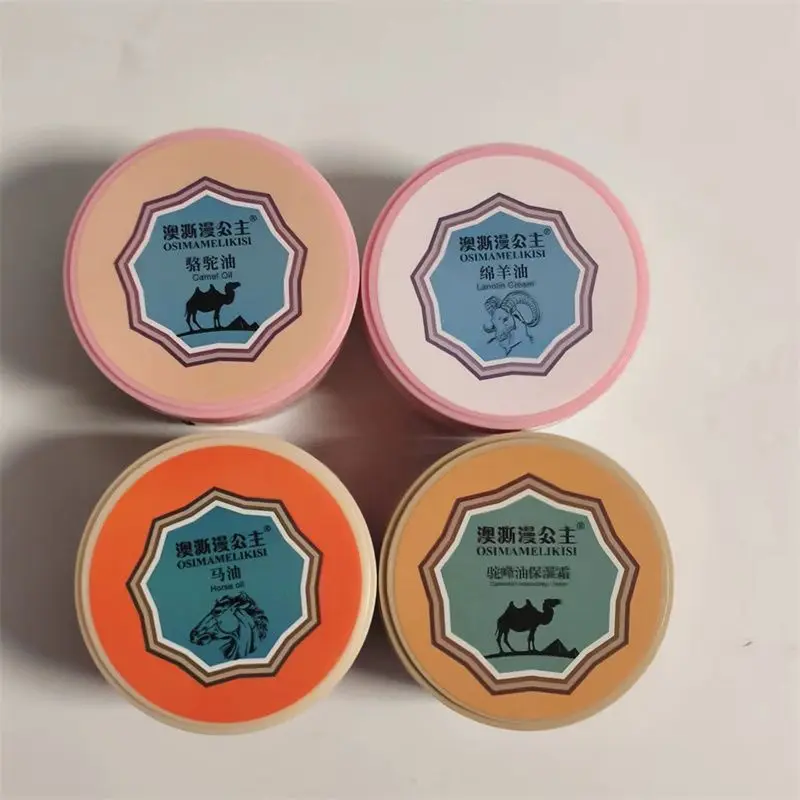 澳澌漫公主®
OSIMAMELIKISI
骆驼油
Camel Oil
澳澌漫公主®
OSIMAMELIKISI
绵羊油
Lanolin Cream
澳澌漫公主®
OSIMAMELIKISI
马油
Horse oil
澳澌漫公主®
OSIMAMELIKISI
驼峰油保湿霜